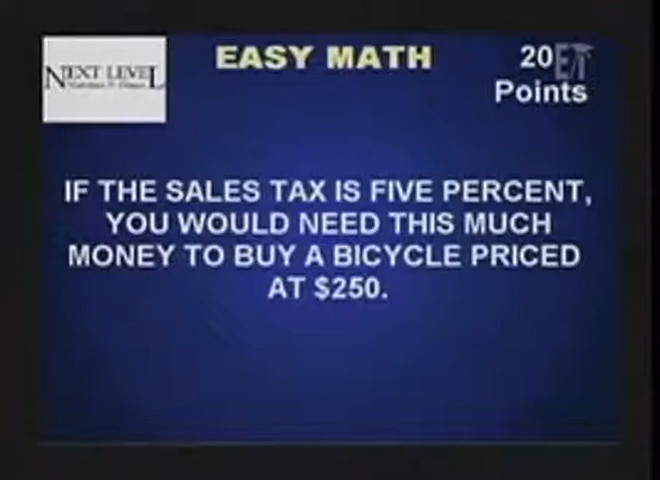 NEXT LEVEL
EASY MATH
20
Points
IF THE SALES TAX IS FIVE PERCENT,
YOU WOULD NEED THIS MUCH
MONEY TO BUY A BICYCLE PRICED
AT $250.